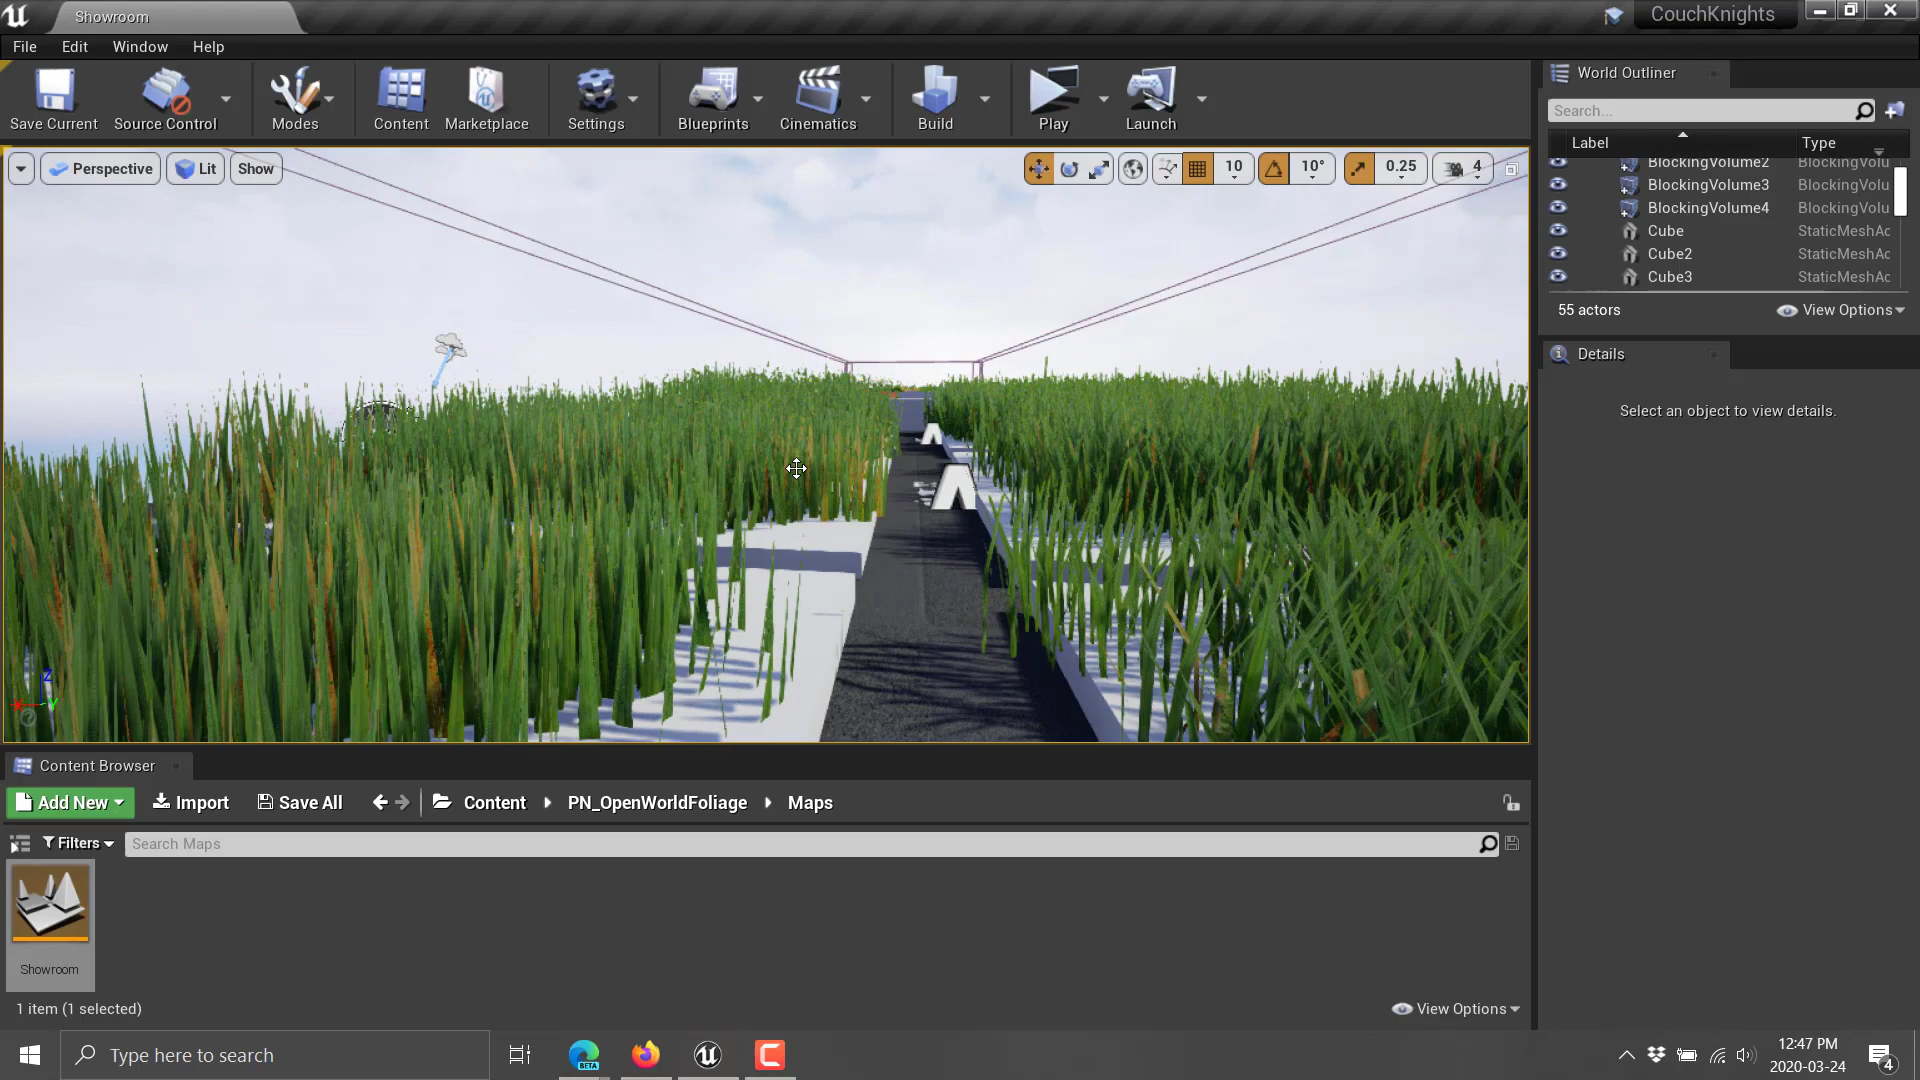 Showroom
CouchKnights
File Edit Window Help
Save Current Source Control Modes Content Marketplace Settings Blueprints Cinematics Build Play Launch
Perspective Lit Show 10 10° 0.25 4
World Outliner
Search...
Label Type
BlockingVolume2 BlockingVolu
BlockingVolume3 BlockingVolu
BlockingVolume4 BlockingVolu
Cube StaticMeshAc
Cube2 StaticMeshAc
Cube3 StaticMeshAc
55 actors View Options
Details
Select an object to view details.
Z
Y
Content Browser
Add New Import Save All Content PN_OpenWorldFoliage Maps
Filters Search Maps
Showroom
1 item (1 selected) View Options
Type here to search
BETA
12:47 PM
2020-03-24
4